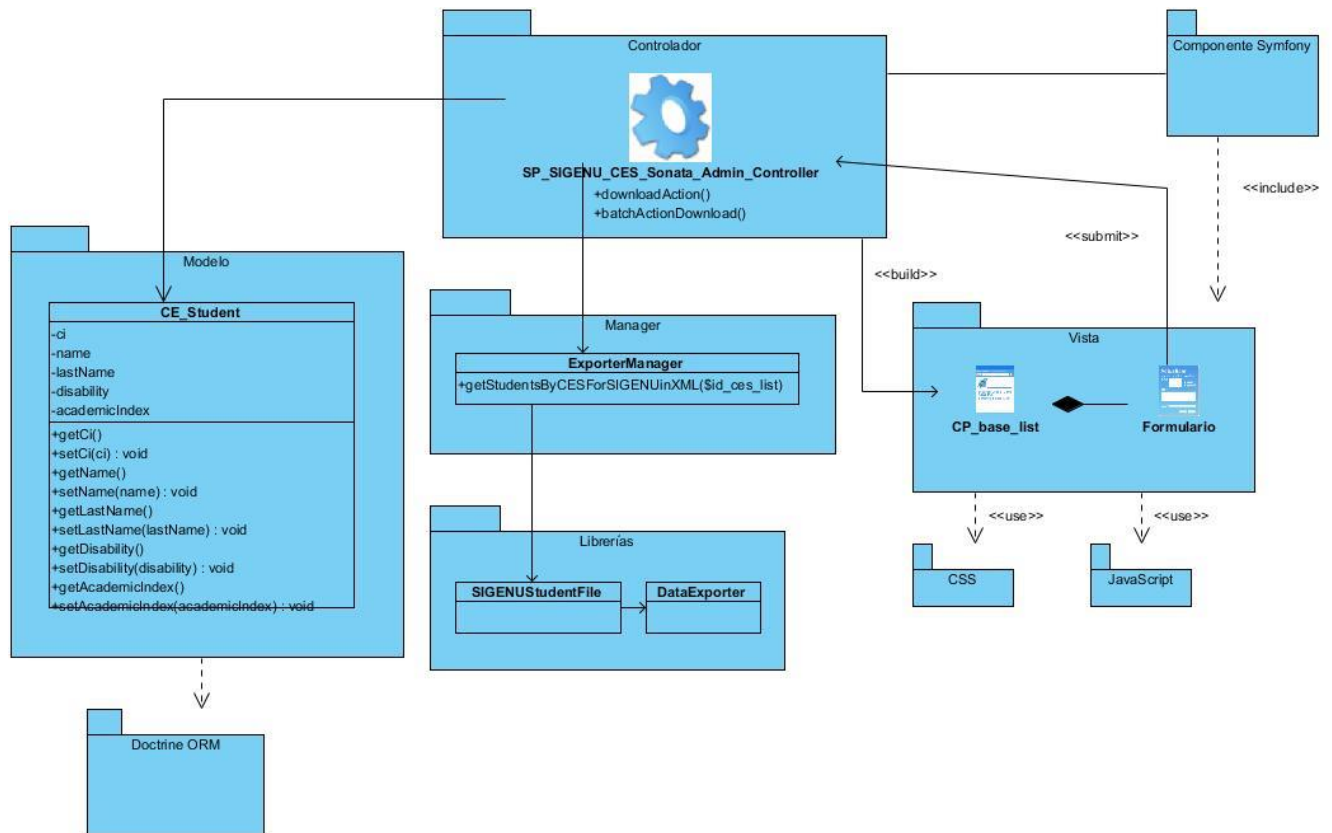 Controlador
SP_SIGENU_CES_Sonata_Admin_Controller
+downloadAction()
+batchActionDownload()
Componente Symfony
<<include>>
<<submit>>
<<build>>
Modelo
CE_Student
-ci
-name
-lastName
-disability
-academicIndex
+getCi()
+setCi(ci) : void
+getName()
+setName(name) : void
+getLastName()
+setLastName(lastName) : void
+getDisability()
+setDisability(disability) : void
+getAcademicIndex()
+setAcademicIndex(academicIndex) : void
Manager
ExporterManager
+getStudentsByCESForSIGENUinXML($id_ces_list)
Vista
CP_base_list
Formulario
Librerías
SIGENUStudentFile
DataExporter
<<use>>
<<use>>
CSS
JavaScript
Doctrine ORM